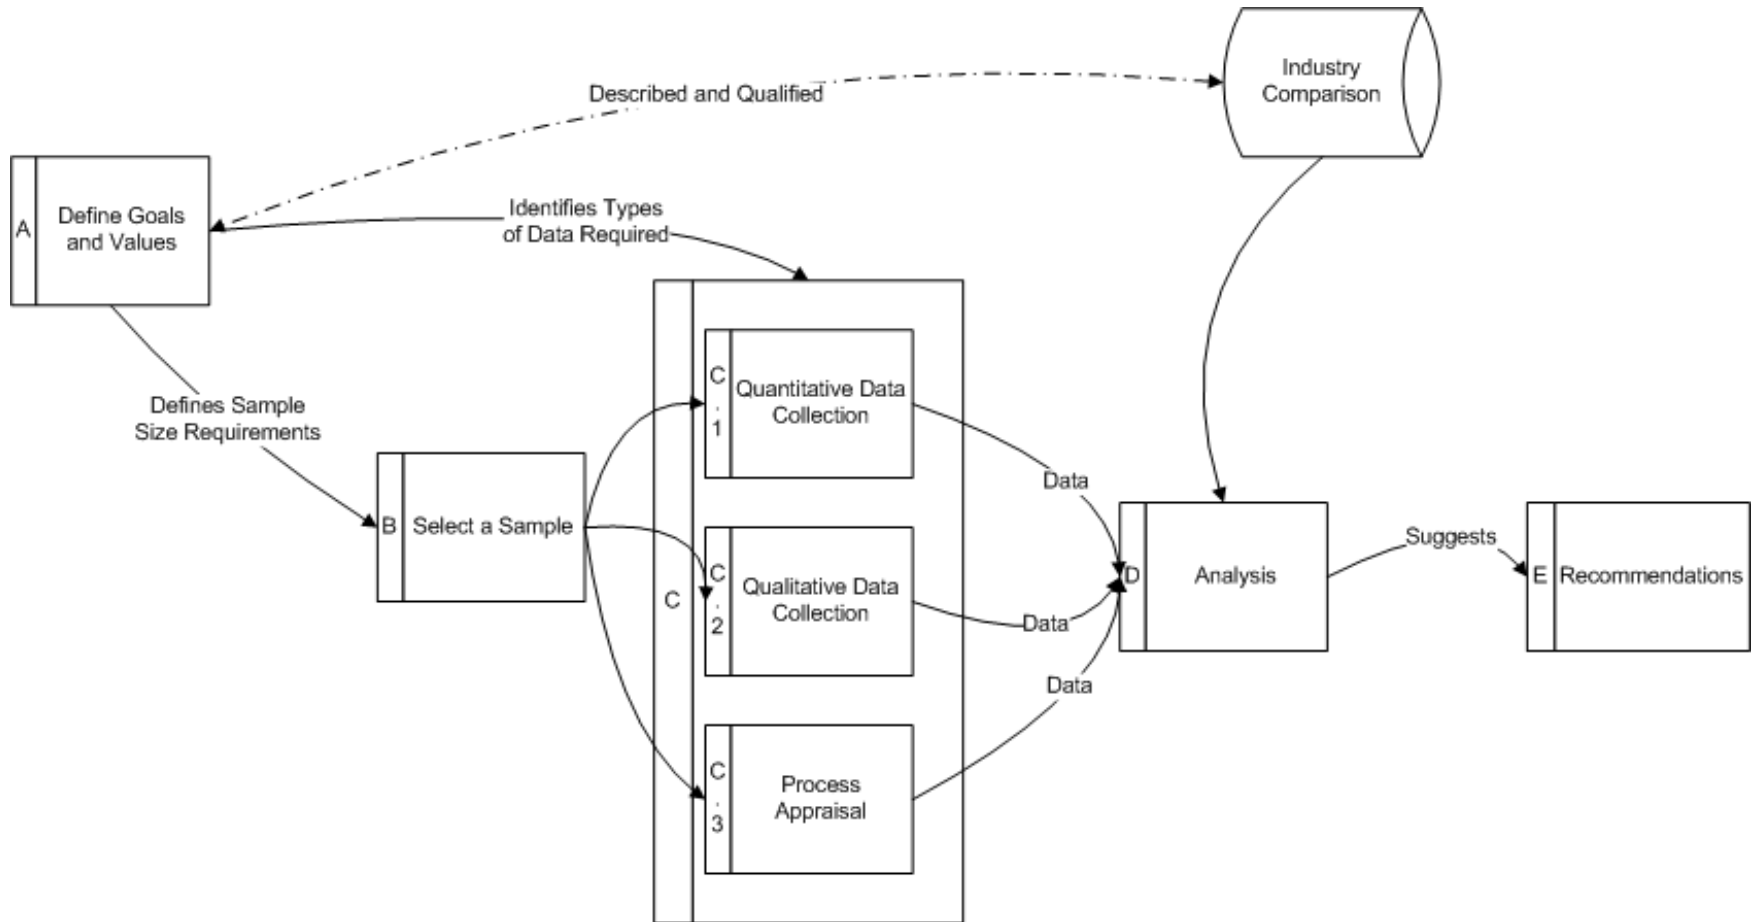 Industry
Comparison
Described and Qualified
A
Define Goals
and Values
Identifies Types
of Data Required
Defines Sample
Size Requirements
B
Select a Sample
C
C
.
1
Quantitative Data
Collection
C
.
2
Qualitative Data
Collection
C
.
3
Process
Appraisal
Data
Data
Data
D
Analysis
Suggests
E
Recommendations